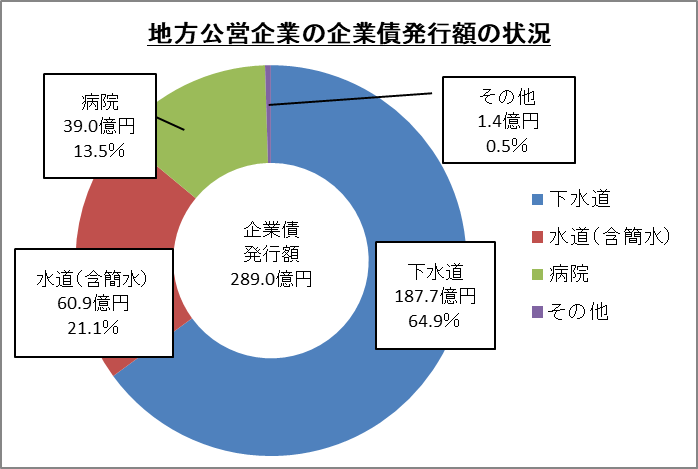 地方公営企業の企業債発行額の状況
病院
39.0億円
13.5%
その他
1.4億円
0.5%
企業債
発行額
289.0億円
水道(含簡水)
60.9億円
21.1%
下水道
187.7億円
64.9%
下水道
水道(含簡水)
病院
その他